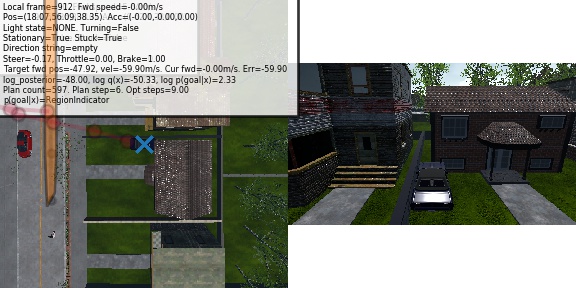 Local frame=912. Fwd speed=-0.00m/s
Pos=(18.07,56.09,38.35). Acc=(-0.00,-0.00,0.00)
Light state=NONE. Turning=False
Stationary=True. Stuck=True
Direction string=empty
Steer=-0.17, Throttle=0.00, Brake=1.00
Target fwd pos=-47.92, vel=-59.90m/s. Cur fwd=-0.00m/s. Err=-59.90
log_posterior=-48.00, log q(x)=-50.33, log p(goal|x)=2.33
Plan count=597. Plan step=6. Opt steps=9.00
p(goal|x)=RegionIndicator